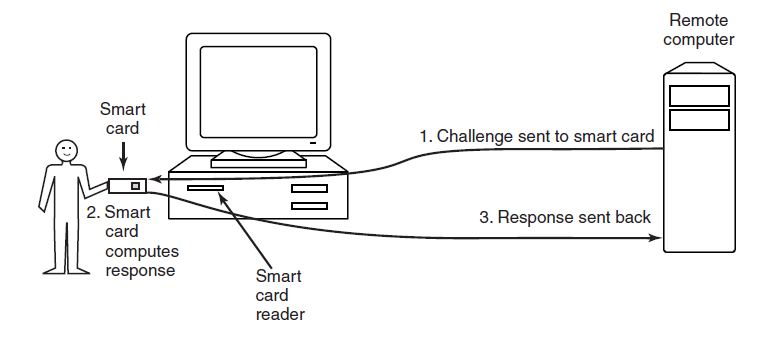 Remote
computer
Smart
card
1. Challenge sent to smart card
2. Smart
card
computes
response
3. Response sent back
Smart
card
reader